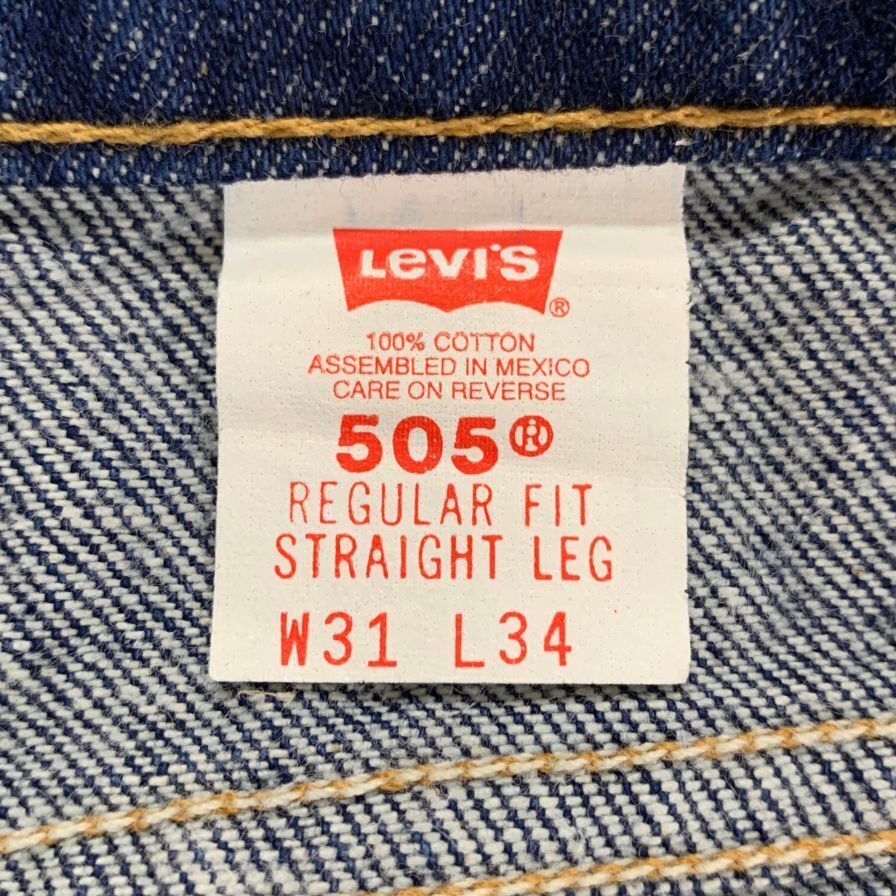 Levi's ®
100% COTTON
ASSEMBLED IN MEXICO
CARE ON REVERSE
505®
REGULAR FIT
STRAIGHT LEG
W31 L34